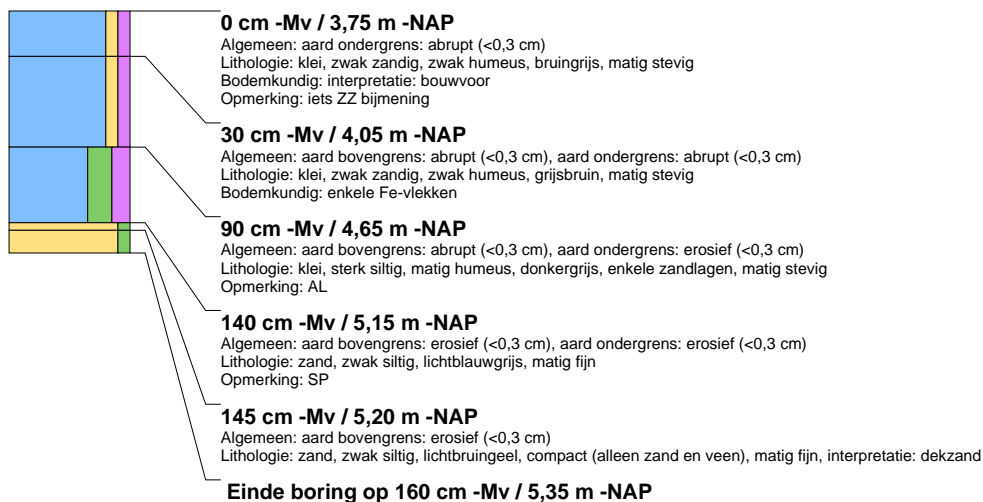 0 cm -Mv / 3,75 m -NAP
Algemeen: aard ondergrens: abrupt (<0,3 cm)
Lithologie: klei, zwak zandig, zwak humeus, bruingrijs, matig stevig
Bodemkundig: interpretatie: bouwvoor
Opmerking: iets ZZ bijmening
30 cm -Mv / 4,05 m -NAP
Algemeen: aard bovengrens: abrupt (<0,3 cm), aard ondergrens: abrupt (<0,3 cm)
Lithologie: klei, zwak zandig, zwak humeus, grijsbruin, matig stevig
Bodemkundig: enkele Fe-vlekken
90 cm -Mv / 4,65 m -NAP
Algemeen: aard bovengrens: abrupt (<0,3 cm), aard ondergrens: erosief (<0,3 cm)
Lithologie: klei, sterk siltig, matig humeus, donkergrijs, enkele zandlagen, matig stevig
Opmerking: AL
140 cm -Mv / 5,15 m -NAP
Algemeen: aard bovengrens: erosief (<0,3 cm), aard ondergrens: erosief (<0,3 cm)
Lithologie: zand, zwak siltig, lichtblauwgrijs, matig fijn
Opmerking: SP
145 cm -Mv / 5,20 m -NAP
Algemeen: aard bovengrens: erosief (<0,3 cm)
Lithologie: zand, zwak siltig, lichtbruingeel, compact (alleen zand en veen), matig fijn, interpretatie: dekzand
Einde boring op 160 cm -Mv / 5,35 m -NAP